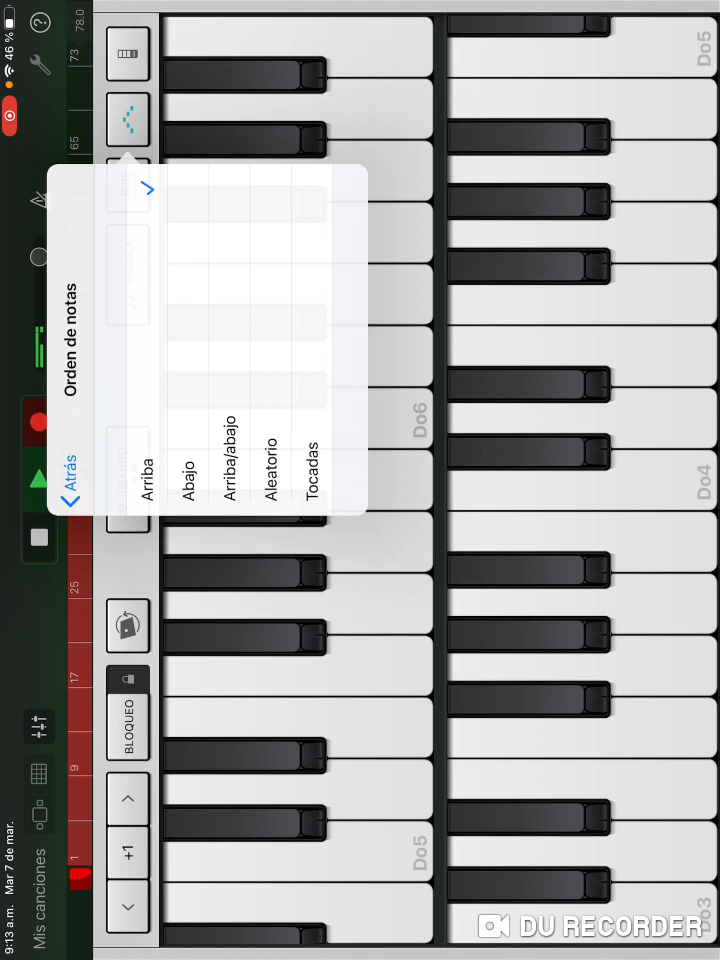 9:13 a.m. Mar 7 de mar.
46 %
Mis canciones
?
1
9
17
25
65
73
78.0
+1
BLOQUEO
Atrás
Orden de notas
Arriba
Abajo
Arriba/abajo
Aleatorio
Tocadas
Do5
Do6
Do3
Do4
Do5
DU RECORDER